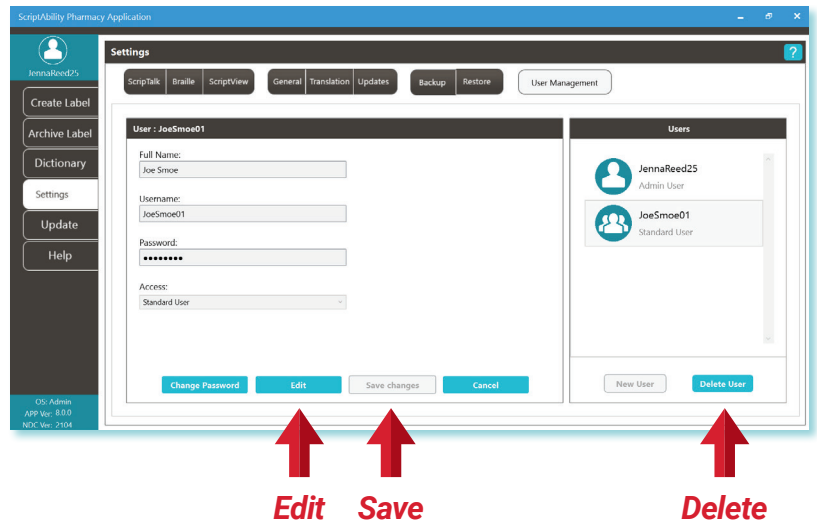 ScriptAbility Pharmacy Application
JennaReed25
Create Label
Archive Label
Dictionary
Settings
Update
Help
OS: Admin
APP Ver: 8.0.0
NDC Ver: 2104
Settings
?
ScripTalk Braille ScriptView General Translation Updates Backup Restore User Management
User : JoeSmoe01
Full Name:
Joe Smoe
Username:
JoeSmoe01
Password:
••••••••
Access:
Standard User
Change Password Edit Save changes Cancel
Users
JennaReed25
Admin User
JoeSmoe01
Standard User
New User Delete User
Edit Save Delete